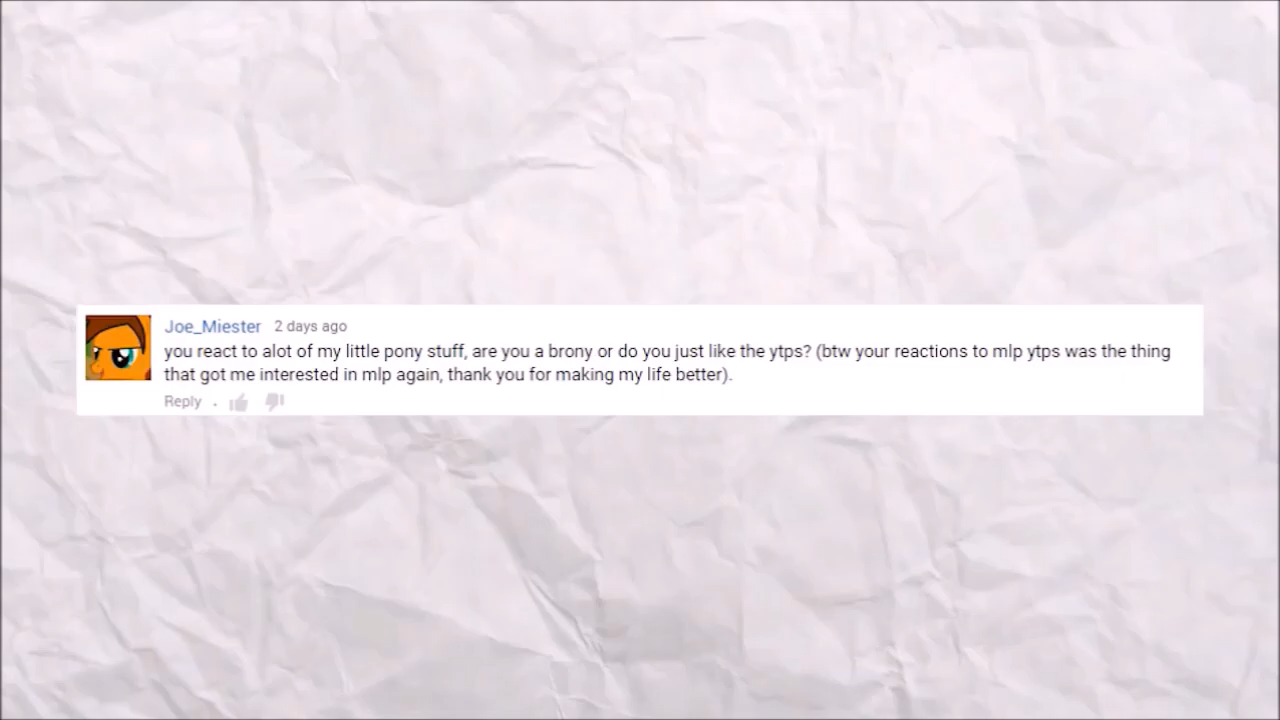 Joe_Miester 2 days ago
you react to alot of my little pony stuff, are you a brony or do you just like the ytps? (btw your reactions to mlp ytps was the thing
that got me interested in mlp again, thank you for making my life better).
Reply .